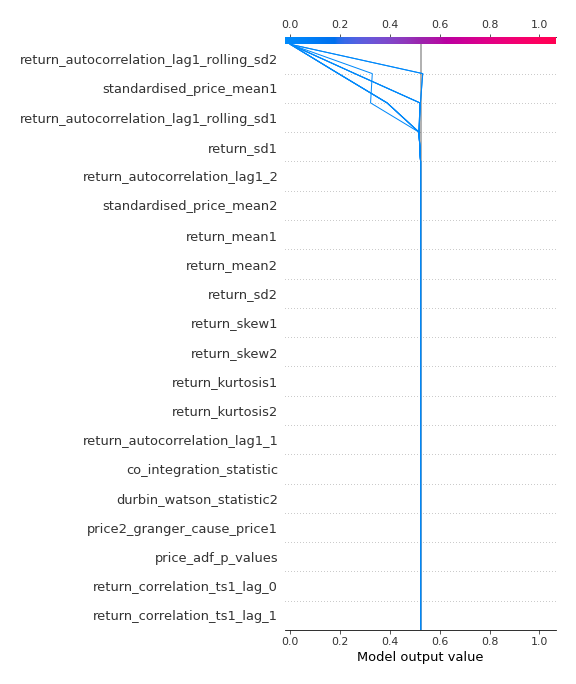 0.0 0.2 0.4 0.6 0.8 1.0
return_autocorrelation_lag1_rolling_sd2
standardised_price_mean1
return_autocorrelation_lag1_rolling_sd1
return_sd1
return_autocorrelation_lag1_2
standardised_price_mean2
return_mean1
return_mean2
return_sd2
return_skew1
return_skew2
return_kurtosis1
return_kurtosis2
return_autocorrelation_lag1_1
co_integration_statistic
durbin_watson_statistic2
price2_granger_cause_price1
price_adf_p_values
return_correlation_ts1_lag_0
return_correlation_ts1_lag_1
0.0 0.2 0.4 0.6 0.8 1.0
Model output value